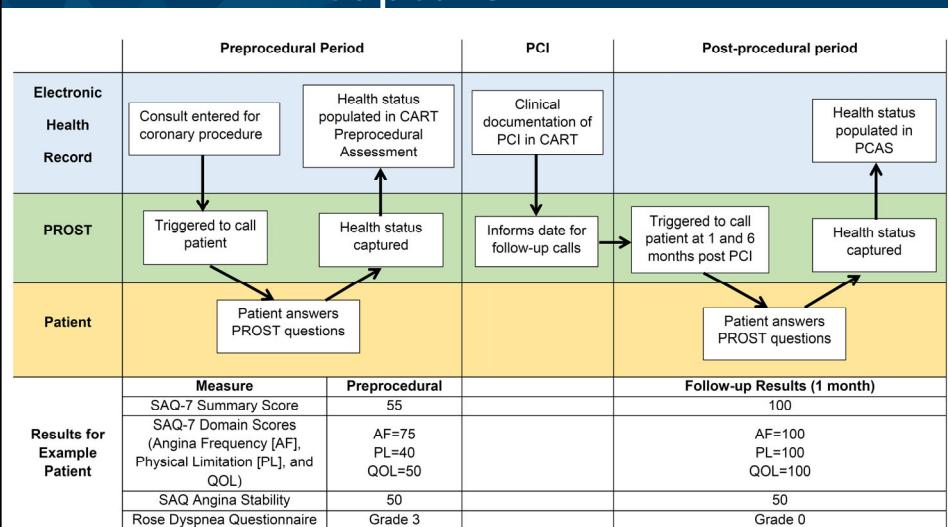 Preprocedural Period
PCI
Post-procedural period
Electronic
Health
Record
Consult entered for
coronary procedure
Health status
populated in CART
Preprocedural
Assessment
Clinical
documentation of
PCI in CART
Health status
populated in
PCAS
PROST
Triggered to call
patient
Health status
captured
Informs date for
follow-up calls
Triggered to call
patient at 1 and 6
months post PCI
Health status
captured
Patient
Patient answers
PROST questions
Patient answers
PROST questions
Results for
Example
Patient
Measure
Preprocedural
Follow-up Results (1 month)
SAQ-7 Summary Score
55
100
SAQ-7 Domain Scores
(Angina Frequency [AF],
Physical Limitation [PL], and
QOL)
AF=75
PL=40
QOL=50
AF=100
PL=100
QOL=100
SAQ Angina Stability
50
50
Rose Dyspnea Questionnaire
Grade 3
Grade 0